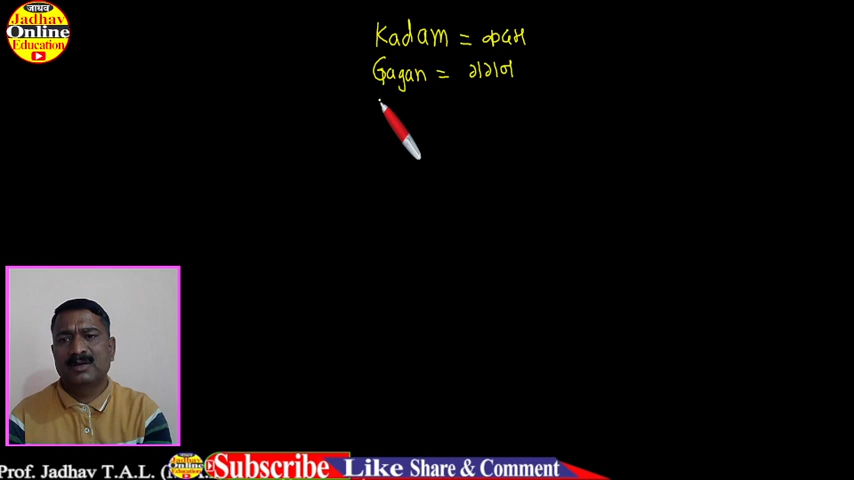 जाधव
Jadhav
Online
Education
Kadam = कदम
Gagan = गगन
Prof. Jadhav T.A.L. (
Subscribe Like Share & Comment